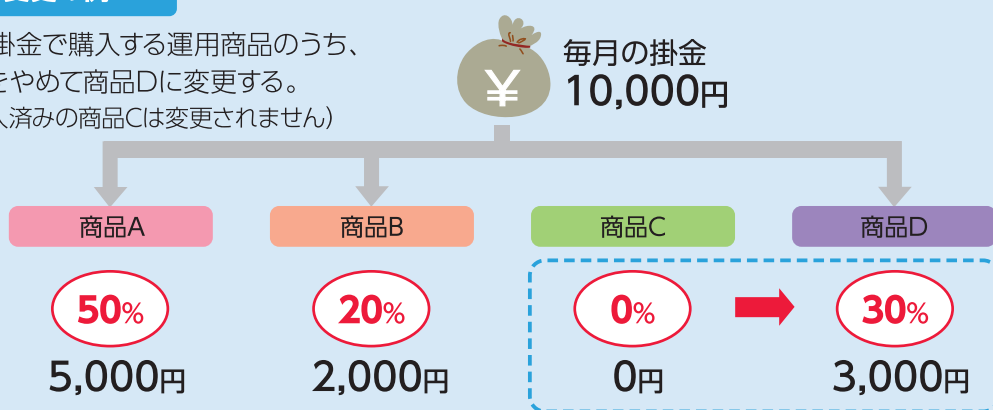 掛金で購入する運用商品のうち、
をやめて商品Dに変更する。
済みの商品Cは変更されません)
毎月の掛金
10,000円
¥
商品A
商品B
商品C
商品D
50%
20%
0%
30%
5,000円
2,000円
0円
3,000円